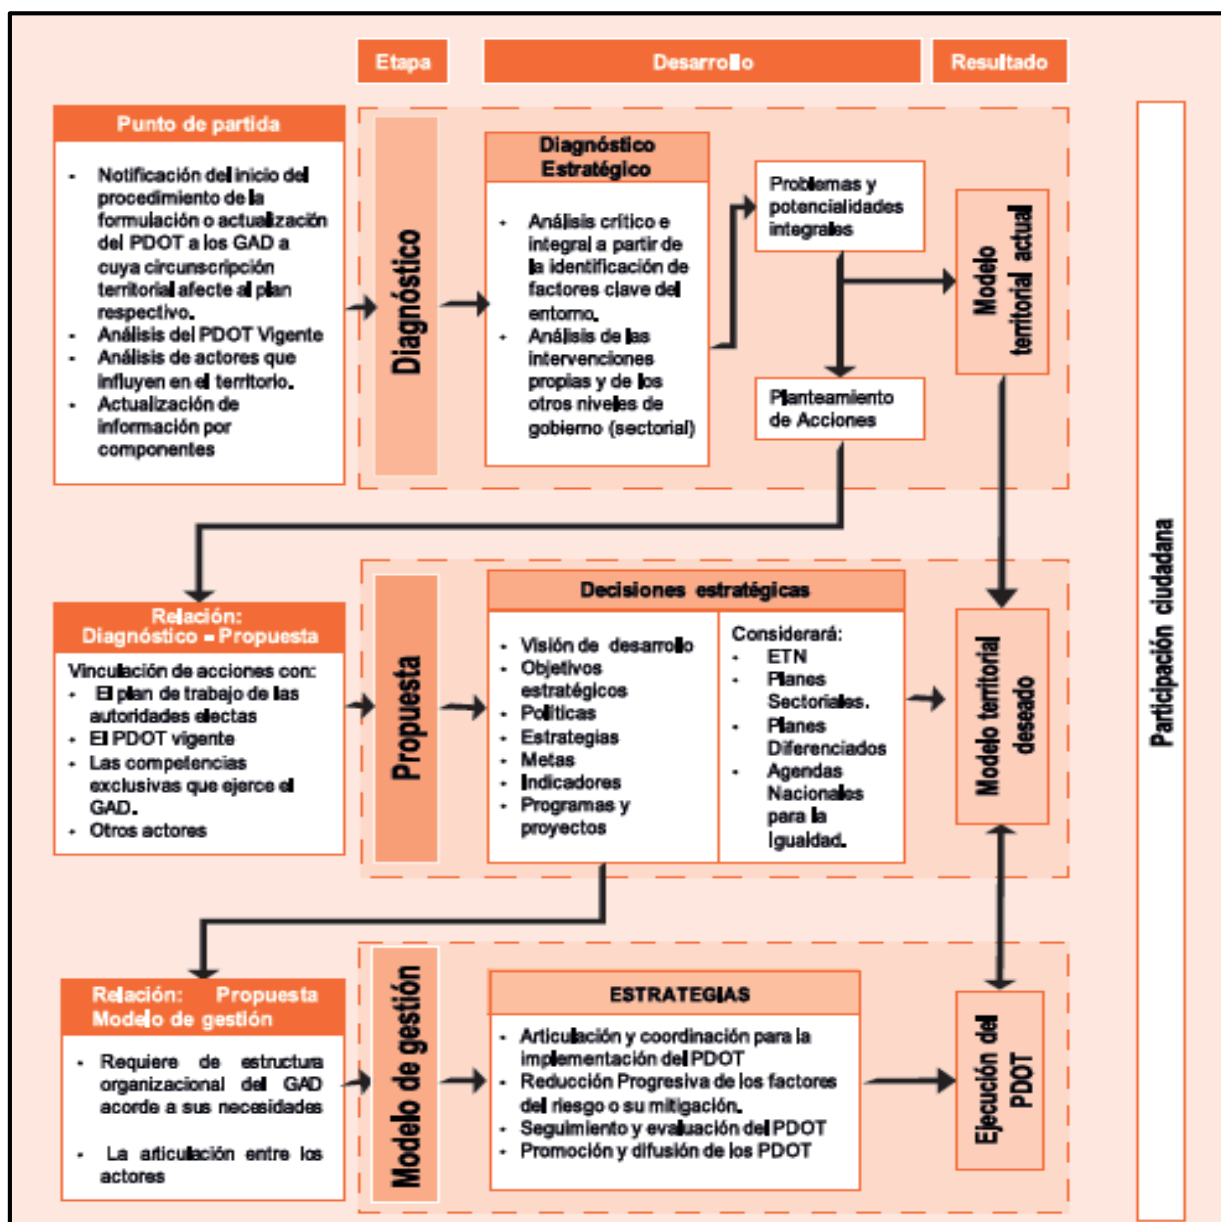 Etapa
Desarrollo
Resultado
Punto de partida
- Notificación del inicio del
procedimiento de la
formulación o actualización
del PDOT a los GAD a
cuya circunscripción
territorial afecte al plan
respectivo.
- Análisis del PDOT Vigente
- Análisis de actores que
influyen en el territorio.
- Actualización de
información por
componentes
Diagnóstico
Diagnóstico
Estratégico
- Análisis crítico e
integral a partir de
la identificación de
factores clave del
entorno.
- Análisis de las
intervenciones
propias y de los
otros niveles de
gobierno (sectorial)
Problemas y
potencialidades
integrales
Planteamiento
de Acciones
Modelo
territorial actual
Relación:
Diagnóstico – Propuesta
Vinculación de acciones con:
- El plan de trabajo de las
autoridades electas
- El PDOT vigente
- Las competencias
exclusivas que ejerce el
GAD.
- Otros actores
Propuesta
Decisiones estratégicas
- Visión de desarrollo
- Objetivos
estratégicos
- Políticas
- Estrategias
- Metas
- Indicadores
- Programas y
proyectos
Considerará:
- ETN
- Planes
Sectoriales.
- Planes
Diferenciados
- Agendas
Nacionales
para la
Igualdad.
Modelo territorial
deseado
Relación: Propuesta
Modelo de gestión
- Requiere de estructura
organizacional del GAD
acorde a sus necesidades
- La articulación entre los
actores
Modelo de gestión
ESTRATEGIAS
- Articulación y coordinación para la
implementación del PDOT
- Reducción Progresiva de los factores
del riesgo o su mitigación.
- Seguimiento y evaluación del PDOT
- Promoción y difusión de los PDOT
Ejecución del
PDOT
Participación ciudadana